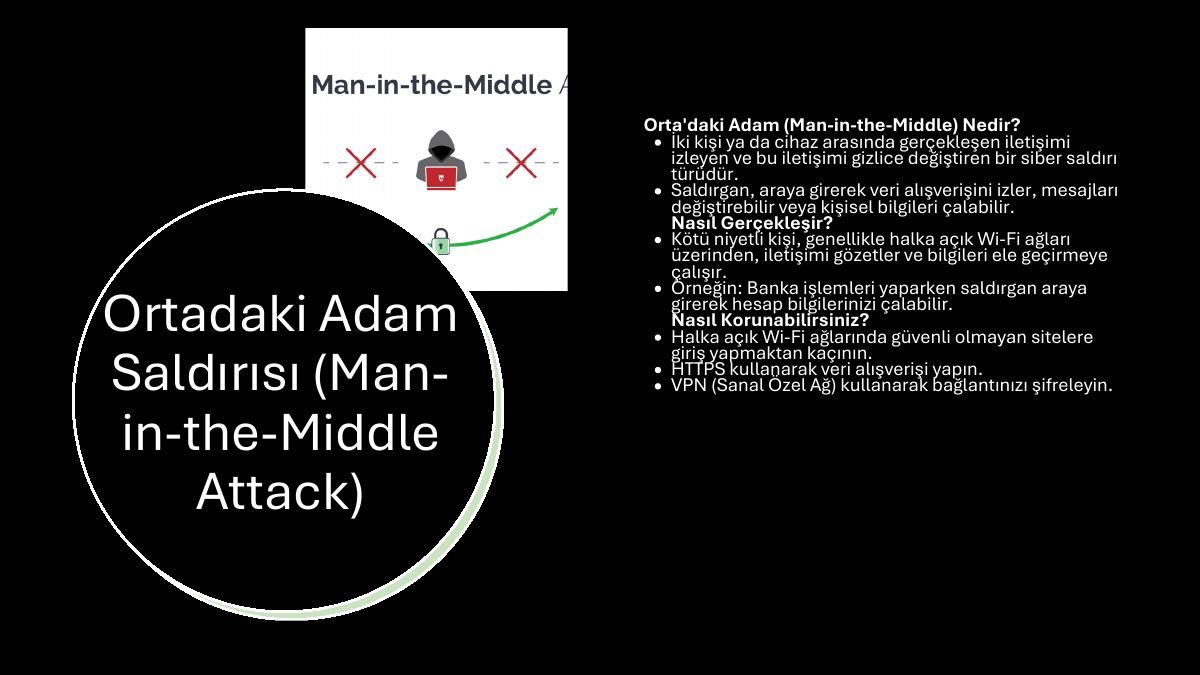 Man-in-the-Middle
Ortadaki Adam
Saldırısı (Man-
in-the-Middle
Attack)
Orta'daki Adam (Man-in-the-Middle) Nedir?
• İki kişi ya da cihaz arasında gerçekleşen iletişimi
izleyen ve bu iletişimi gizlice değiştiren bir siber saldırı
türüdür.
• Saldırgan, araya girerek veri alışverişini izler, mesajları
değiştirebilir veya kişisel bilgileri çalabilir.
Nasıl Gerçekleşir?
• Kötü niyetli kişi, genellikle halka açık Wi-Fi ağları
üzerinden, iletişimi gözetler ve bilgileri ele geçirmeye
çalışır.
• Örneğin: Banka işlemleri yaparken saldırgan araya
girerek hesap bilgilerinizi çalabilir.
Nasıl Korunabilirsiniz?
• Halka açık Wi-Fi ağlarında güvenli olmayan sitelere
giriş yapmaktan kaçının.
• HTTPS kullanarak veri alışverişi yapın.
• VPN (Sanal Özel Ağ) kullanarak bağlantınızı şifreleyin.